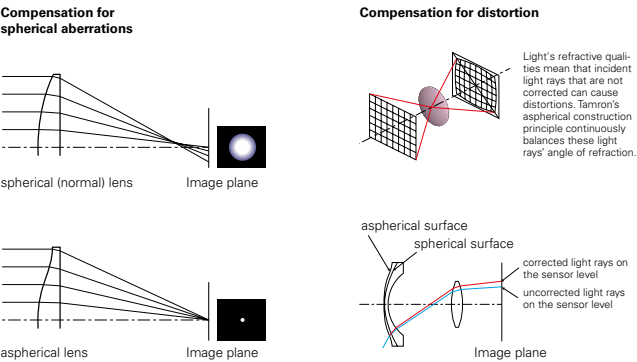 Compensation for
spherical aberrations
spherical (normal) lens
Image plane
aspherical lens
Image plane
Compensation for distortion
Light's refractive quali-
ties mean that incident
light rays that are not
corrected can cause
distortions. Tamron's
aspherical construction
principle continuously
balances these light
rays' angle of refraction.
aspherical surface
spherical surface
corrected light rays on
the sensor level
uncorrected light rays
on the sensor level
Image plane